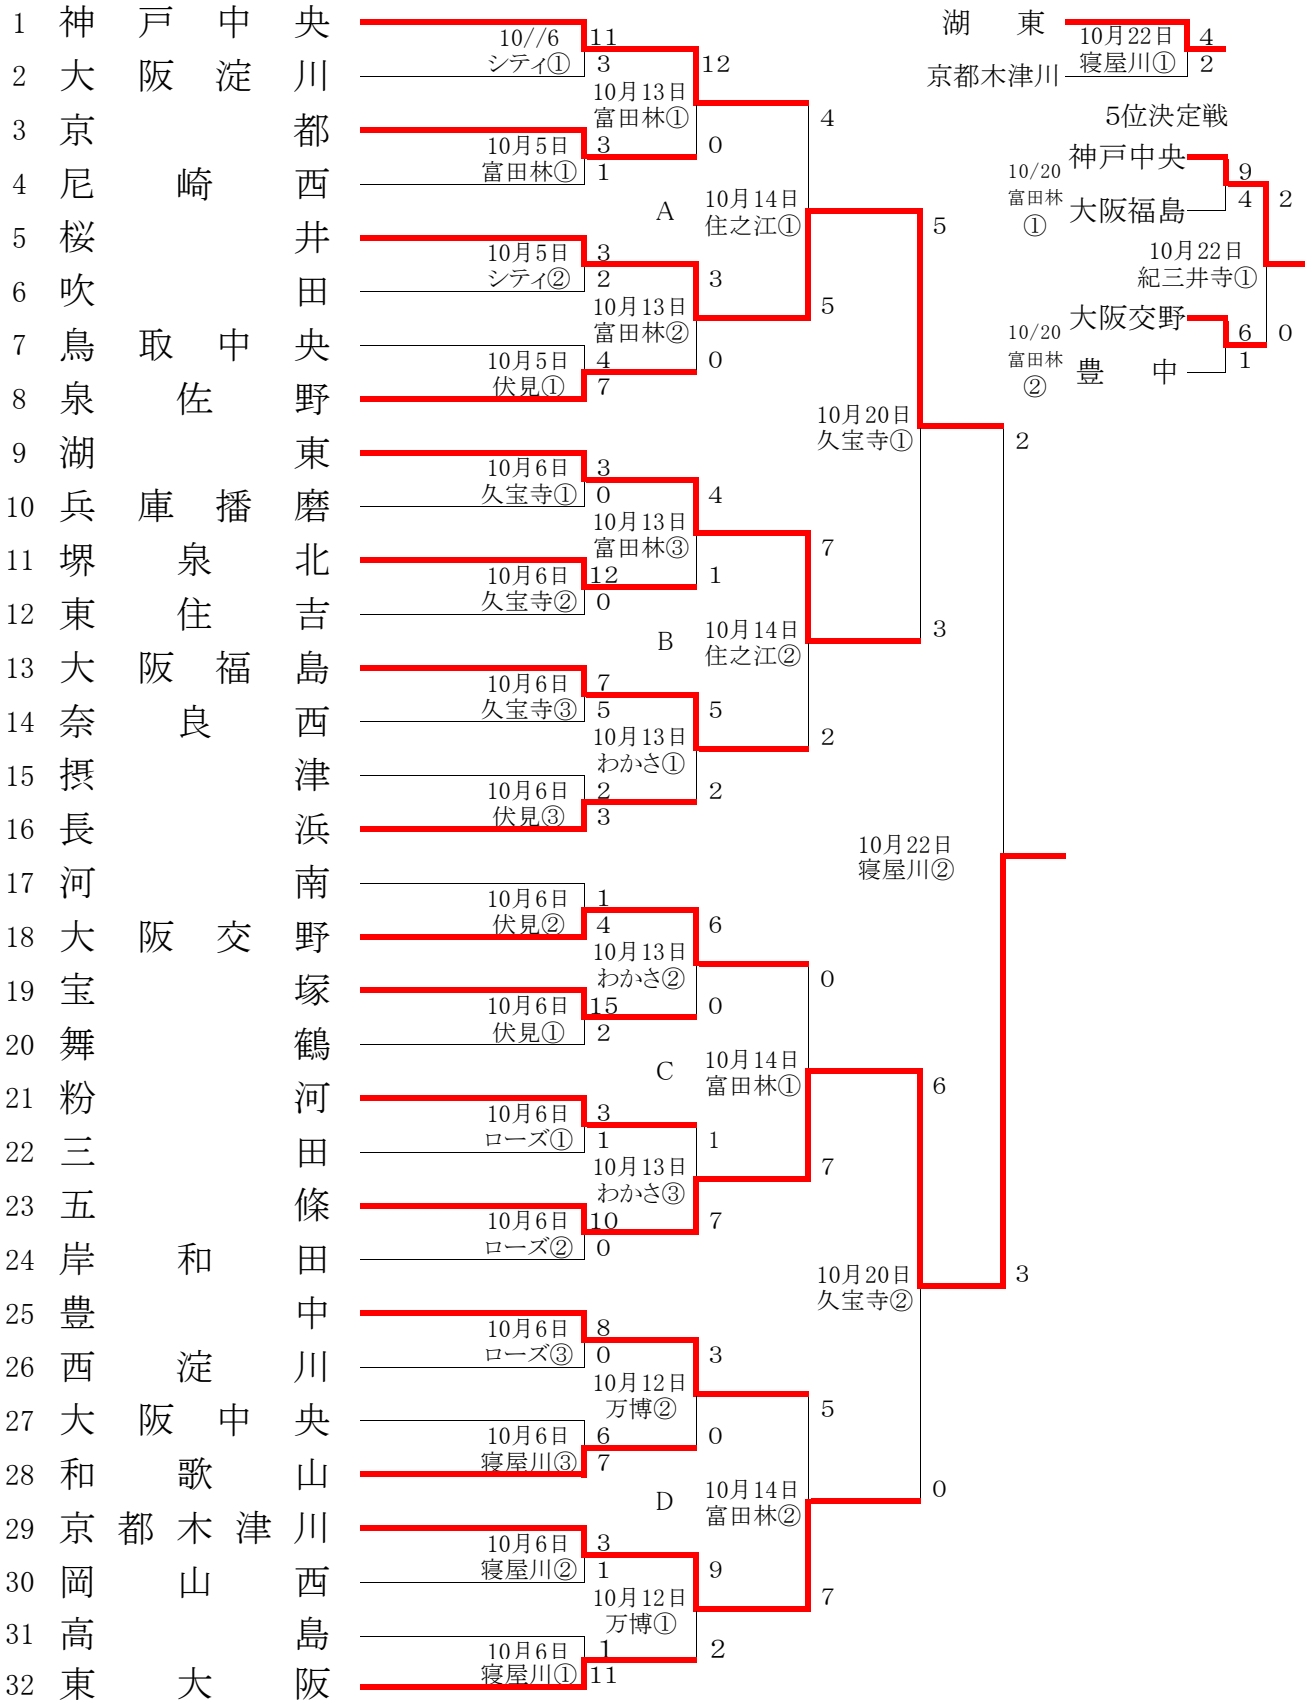 1 神戸中央
2 大阪淀川
3 京都
4 尼崎西
5 桜井
6 吹田
7 鳥取中央
8 泉佐野
9 湖東
10 兵庫播磨
11 堺泉北
12 東住吉
13 大阪福島
14 奈良西
15 摂津
16 長浜
17 河南
18 大阪交野
19 宝塚
20 舞鶴
21 粉河
22 三田
23 五條
24 岸和田
25 豊中
26 西淀川
27 大阪中央
28 和歌山
29 京都木津川
30 岡山西
31 高島
32 東大阪
10//6 11
シティ① 3
10月5日 3
富田林① 1
10月5日 3
シティ② 2
10月5日 4
伏見① 7
10月6日 3
久宝寺① 0
10月6日 12
久宝寺② 0
10月6日 7
久宝寺③ 5
10月6日 2
伏見③ 3
10月6日 1
伏見② 4
10月6日 15
伏見① 2
10月6日 3
ローズ① 1
10月6日 10
ローズ② 0
10月6日 8
ローズ③ 0
10月6日 6
寝屋川③ 7
10月6日 3
寝屋川② 1
10月6日 1
寝屋川① 11
12
10月13日
富田林①
0
3
10月13日
富田林②
0
4
10月13日
富田林③
1
5
10月13日
わかさ①
2
6
10月13日
わかさ②
0
1
10月13日
わかさ③
7
3
10月12日
万博②
0
9
10月12日
万博①
2
4
A 10月14日
住之江①
5
7
B 10月14日
住之江②
2
0
C 10月14日
富田林①
7
5
D 10月14日
富田林②
7
5
10月20日
久宝寺①
3
6
10月20日
久宝寺②
0
2
10月22日
寝屋川②
3
湖東
10月22日 4
寝屋川① 2
京都木津川
5位決定戦
神戸中央
10/20 9
富田林 4
①
大阪福島
2
10月22日
紀三井寺①
0
大阪交野
10/20 6
富田林 1
②
豊中